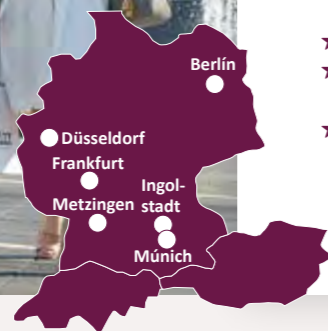 Berlín
Düsseldorf
Frankfurt
Metzingen
Ingol-
stadt
Múnich